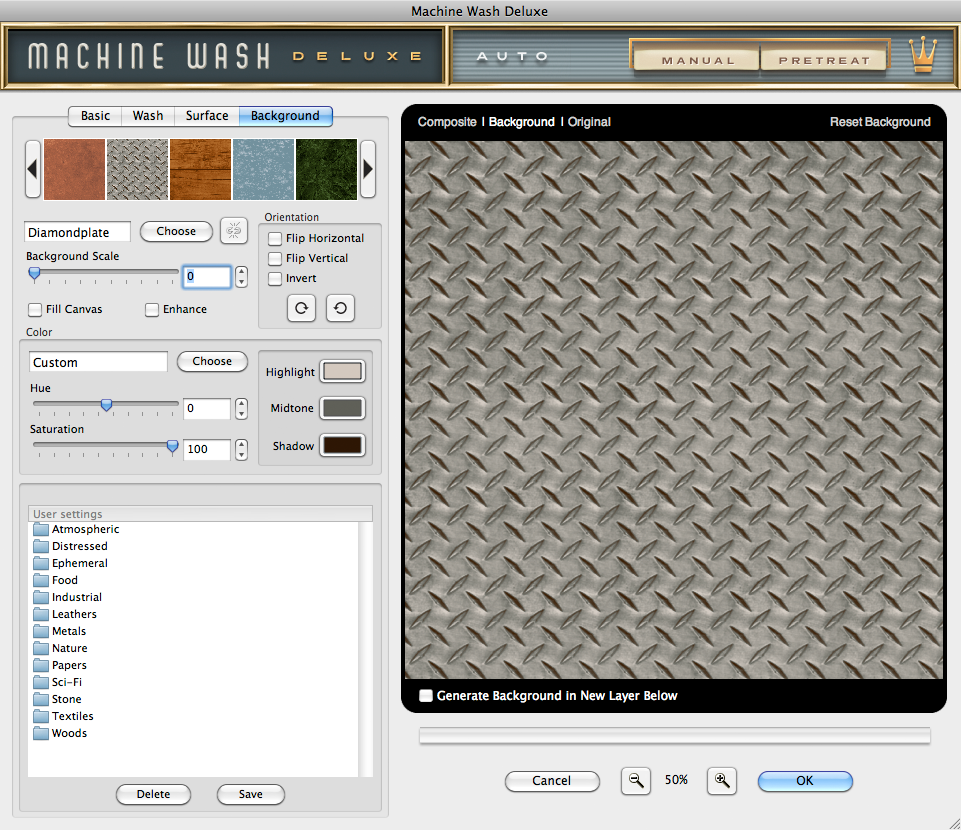 Machine Wash Deluxe
MACHINE WASH DELUXE AUTO MANUAL PRETREAT
Basic Wash Surface Background
Diamondplate Choose
Background Scale
0
Fill Canvas Enhance
Orientation
Flip Horizontal
Flip Vertical
Invert
Color
Custom Choose
Hue
0
Saturation
100
Highlight
Midtone
Shadow
User settings
Atmospheric
Distressed
Ephemeral
Food
Industrial
Leathers
Metals
Nature
Papers
Sci-Fi
Stone
Textiles
Woods
Delete Save
Composite | Background | Original Reset Background
Generate Background in New Layer Below
Cancel 50% OK